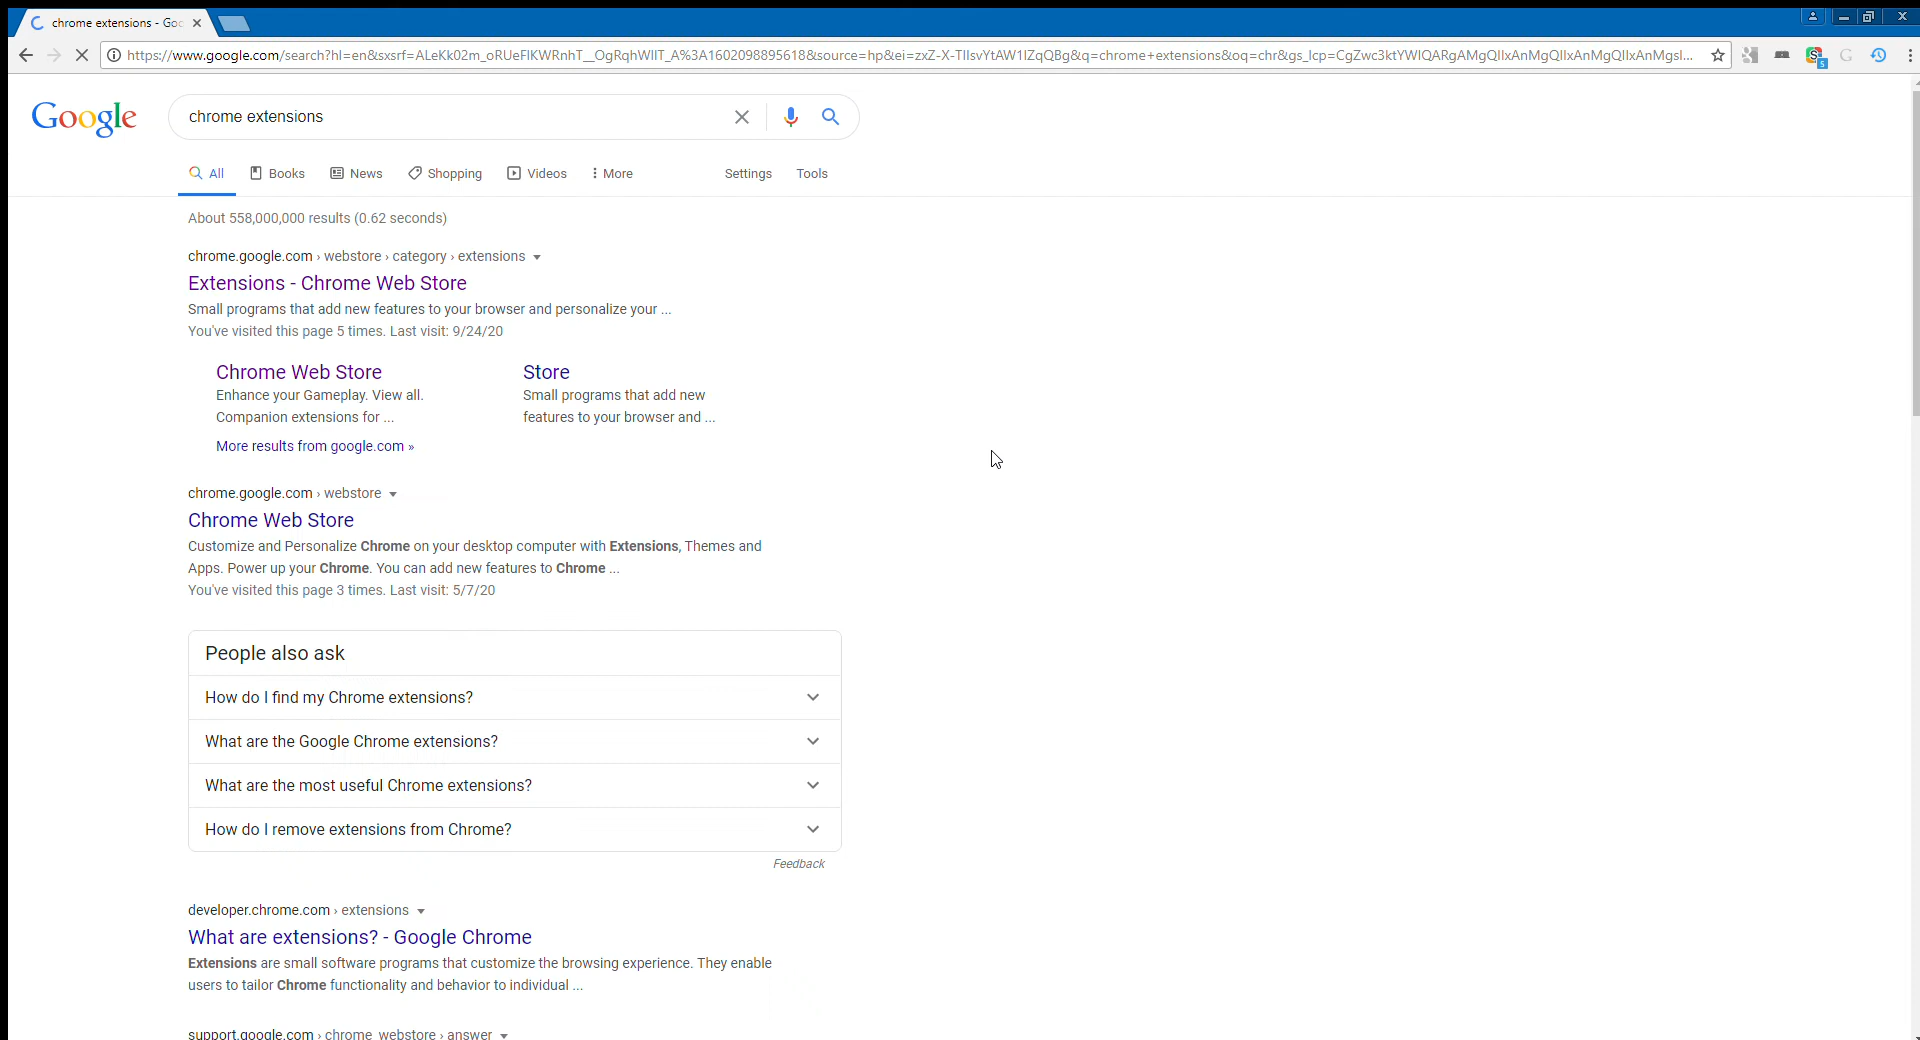 chrome extensions - Goo
https://www.google.com/search?hl=en&sxsrf=ALeKk02m_oRUeFIKWRnhT__OgRqhWIIT_A%3A1602098895618&source=hp&ei=zxZ-X-TIIsvYtAW1IZqQBg&q=chrome+extensions&oq=chr&gs_lcp=CgZwc3ktYWIQARgAMgQIIxAnMgQIIxAnMgQIIxAnMgsI...
S
5
G
Google
chrome extensions
All
Books
News
Shopping
Videos
More
Settings
Tools
About 558,000,000 results (0.62 seconds)
chrome.google.com › webstore › category › extensions
Extensions - Chrome Web Store
Small programs that add new features to your browser and personalize your ...
You've visited this page 5 times. Last visit: 9/24/20
Chrome Web Store
Enhance your Gameplay. View all.
Companion extensions for ...
Store
Small programs that add new
features to your browser and ...
More results from google.com »
chrome.google.com › webstore
Chrome Web Store
Customize and Personalize Chrome on your desktop computer with Extensions, Themes and
Apps. Power up your Chrome. You can add new features to Chrome ...
You've visited this page 3 times. Last visit: 5/7/20
People also ask
How do I find my Chrome extensions?
What are the Google Chrome extensions?
What are the most useful Chrome extensions?
How do I remove extensions from Chrome?
Feedback
developer.chrome.com › extensions
What are extensions? - Google Chrome
Extensions are small software programs that customize the browsing experience. They enable
users to tailor Chrome functionality and behavior to individual ...
support.google.com › chrome_webstore › answer